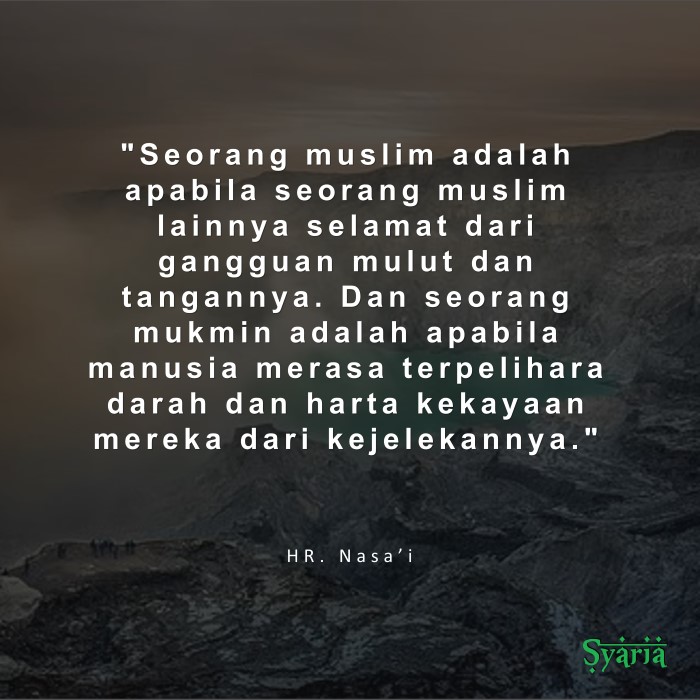 "Seorang muslim adalah
apabila seorang muslim
lainnya selamat dari
gangguan mulut dan
tangannya. Dan seorang
mukmin adalah apabila
manusia merasa terpelihara
darah dan harta kekayaan
mereka dari kejelekannya."
HR. Nasa’i
Syaria